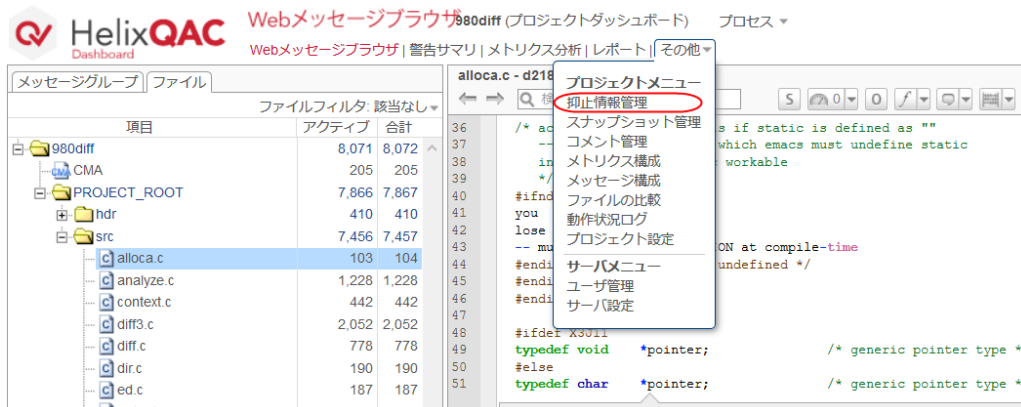 HelixQAC
Dashboard
Webメッセージブラウザ
980diff (プロジェクトダッシュボード) プロセス
Webメッセージブラウザ | 警告サマリ | メトリクス分析 | レポート | その他
メッセージグループ ファイル
ファイルフィルタ: 該当なし
項目 アクティブ 合計
980diff 8,071 8,072
CMA CMA 205 205
PROJECT_ROOT 7,866 7,867
hdr 410 410
src 7,456 7,457
C alloca.c 103 104
C analyze.c 1,228 1,228
C context.c 442 442
C diff3.c 2,052 2,052
C diff.c 778 778
C dir.c 190 190
C ed.c 187 187
プロジェクトメニュー
抑止情報管理
スナップショット管理
コメント管理
メトリクス構成
メッセージ構成
ファイルの比較
動作状況ログ
プロジェクト設定
サーバメニュー
ユーザ管理
サーバ設定
alloca.c - d218
検
S 0 O f
36 /* ac s if static is defined as ""
37 -- which emacs must undefine static
38 in workable
39 */
40 #ifnd
41 you
42 lose
43 -- mu ON at compile-time
44 #endi undefined */
45 #endi
46 #endi
47
48 #ifdef X3J11
49 typedef void *pointer; /* generic pointer type *
50 #else
51 typedef char *pointer; /* generic pointer type *